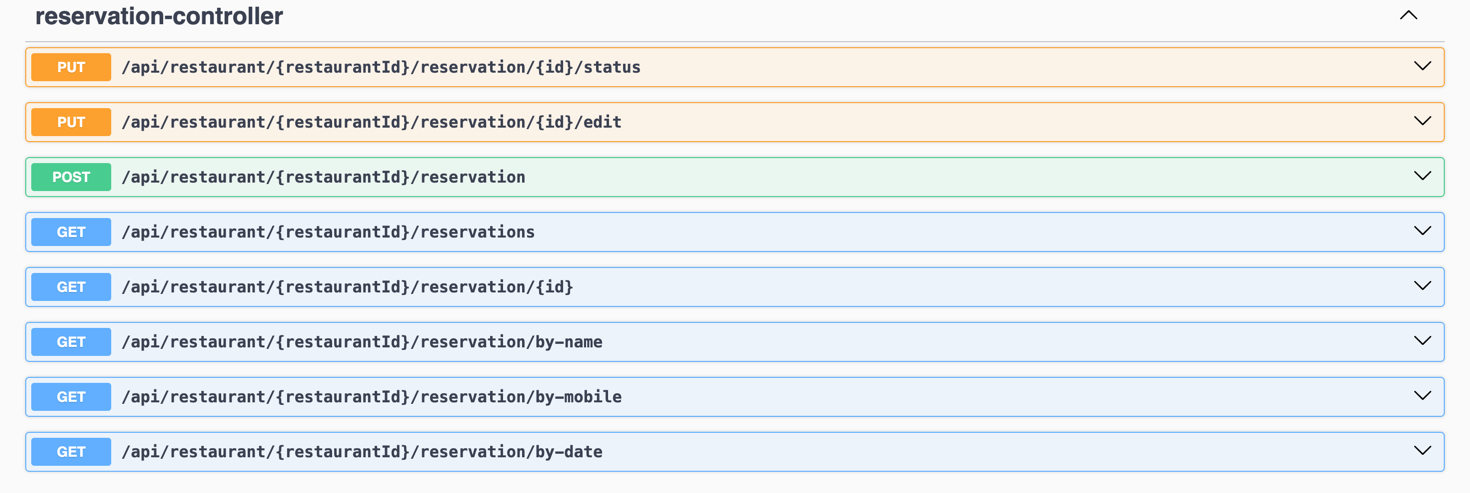 reservation-controller
PUT /api/restaurant/{restaurantId}/reservation/{id}/status
PUT /api/restaurant/{restaurantId}/reservation/{id}/edit
POST /api/restaurant/{restaurantId}/reservation
GET /api/restaurant/{restaurantId}/reservations
GET /api/restaurant/{restaurantId}/reservation/{id}
GET /api/restaurant/{restaurantId}/reservation/by-name
GET /api/restaurant/{restaurantId}/reservation/by-mobile
GET /api/restaurant/{restaurantId}/reservation/by-date